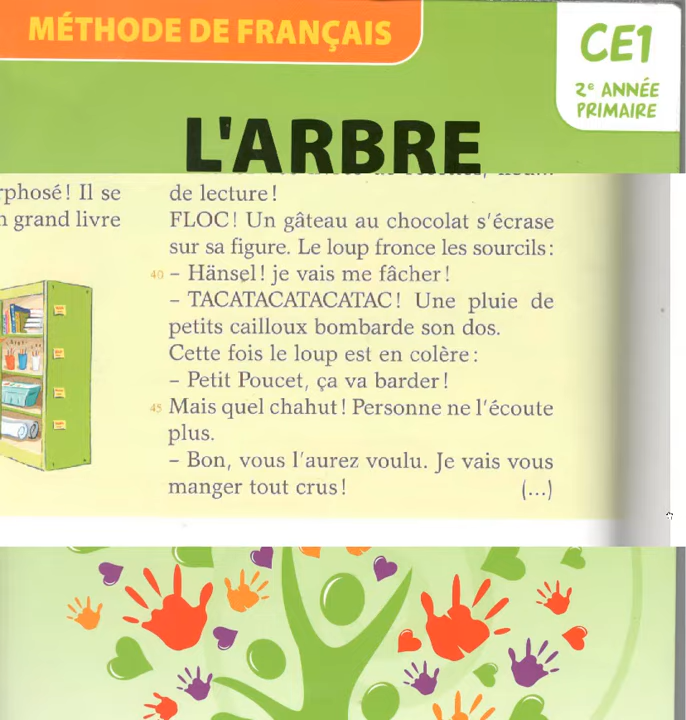 MÉTHODE DE FRANÇAIS
CE1
2e ANNÉE
PRIMAIRE
L'ARBRE
Il se
grand livre
de lecture!
FLOC! Un gâteau au chocolat s'écrase
sur sa figure. Le loup fronce les sourcils:
40 – Hänsel! je vais me fâcher!
– TACATACATACATAC! Une pluie de
petits cailloux bombarde son dos.
Cette fois le loup est en colère:
– Petit Poucet, ça va barder!
45 Mais quel chahut! Personne ne l'écoute
plus.
– Bon, vous l'aurez voulu. Je vais vous
manger tout crus! (...)